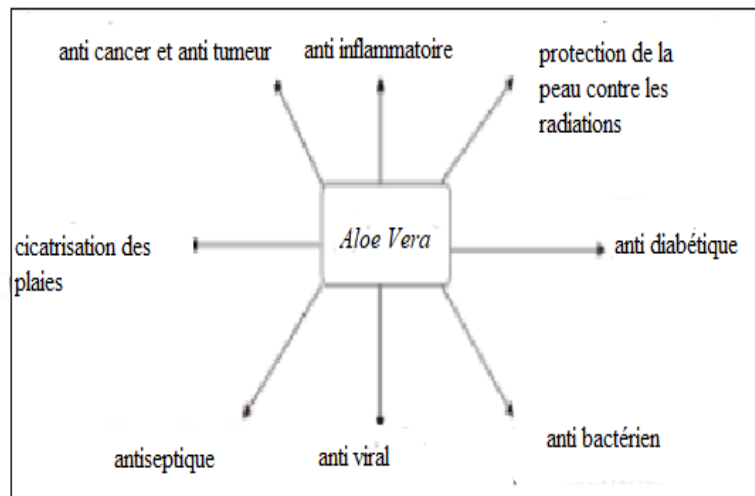 anti cancer et anti tumeur
anti inflammatoire
protection de la
peau contre les
radiations
cicatrisation des
plaies
Aloe Vera
anti diabétique
antiseptique
anti viral
anti bactérien